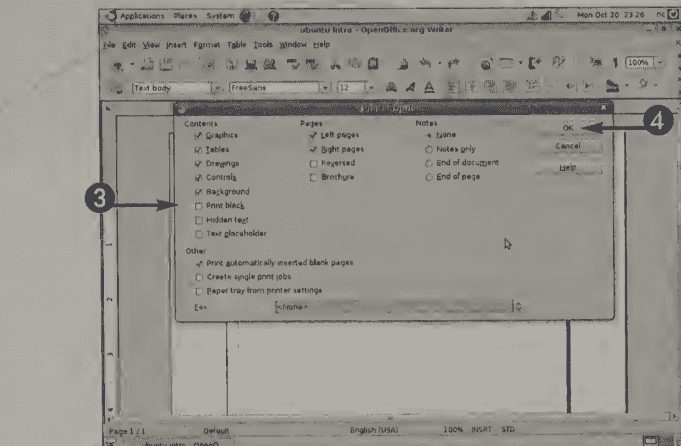 Applications Places System Mon Oct 20 23:26
ubuntu intro - OpenOffice.org Writer
File Edit View Insert Format Table Tools Window Help
100%
Text body FreeSans 12 A A
Contents Pages Notes
Graphics Left pages None OK 4
Tables Right pages Notes only Cancel
Drawings Reversed End of document
Controls Brochure End of page Help
Background
3 Print black
Hidden text
Text placeholder
Other
Print automatically inserted blank pages
Create single print jobs
Paper tray from printer settings
Fax <None>
Page 1 / 1 Default English (USA) 100% INSRT STD